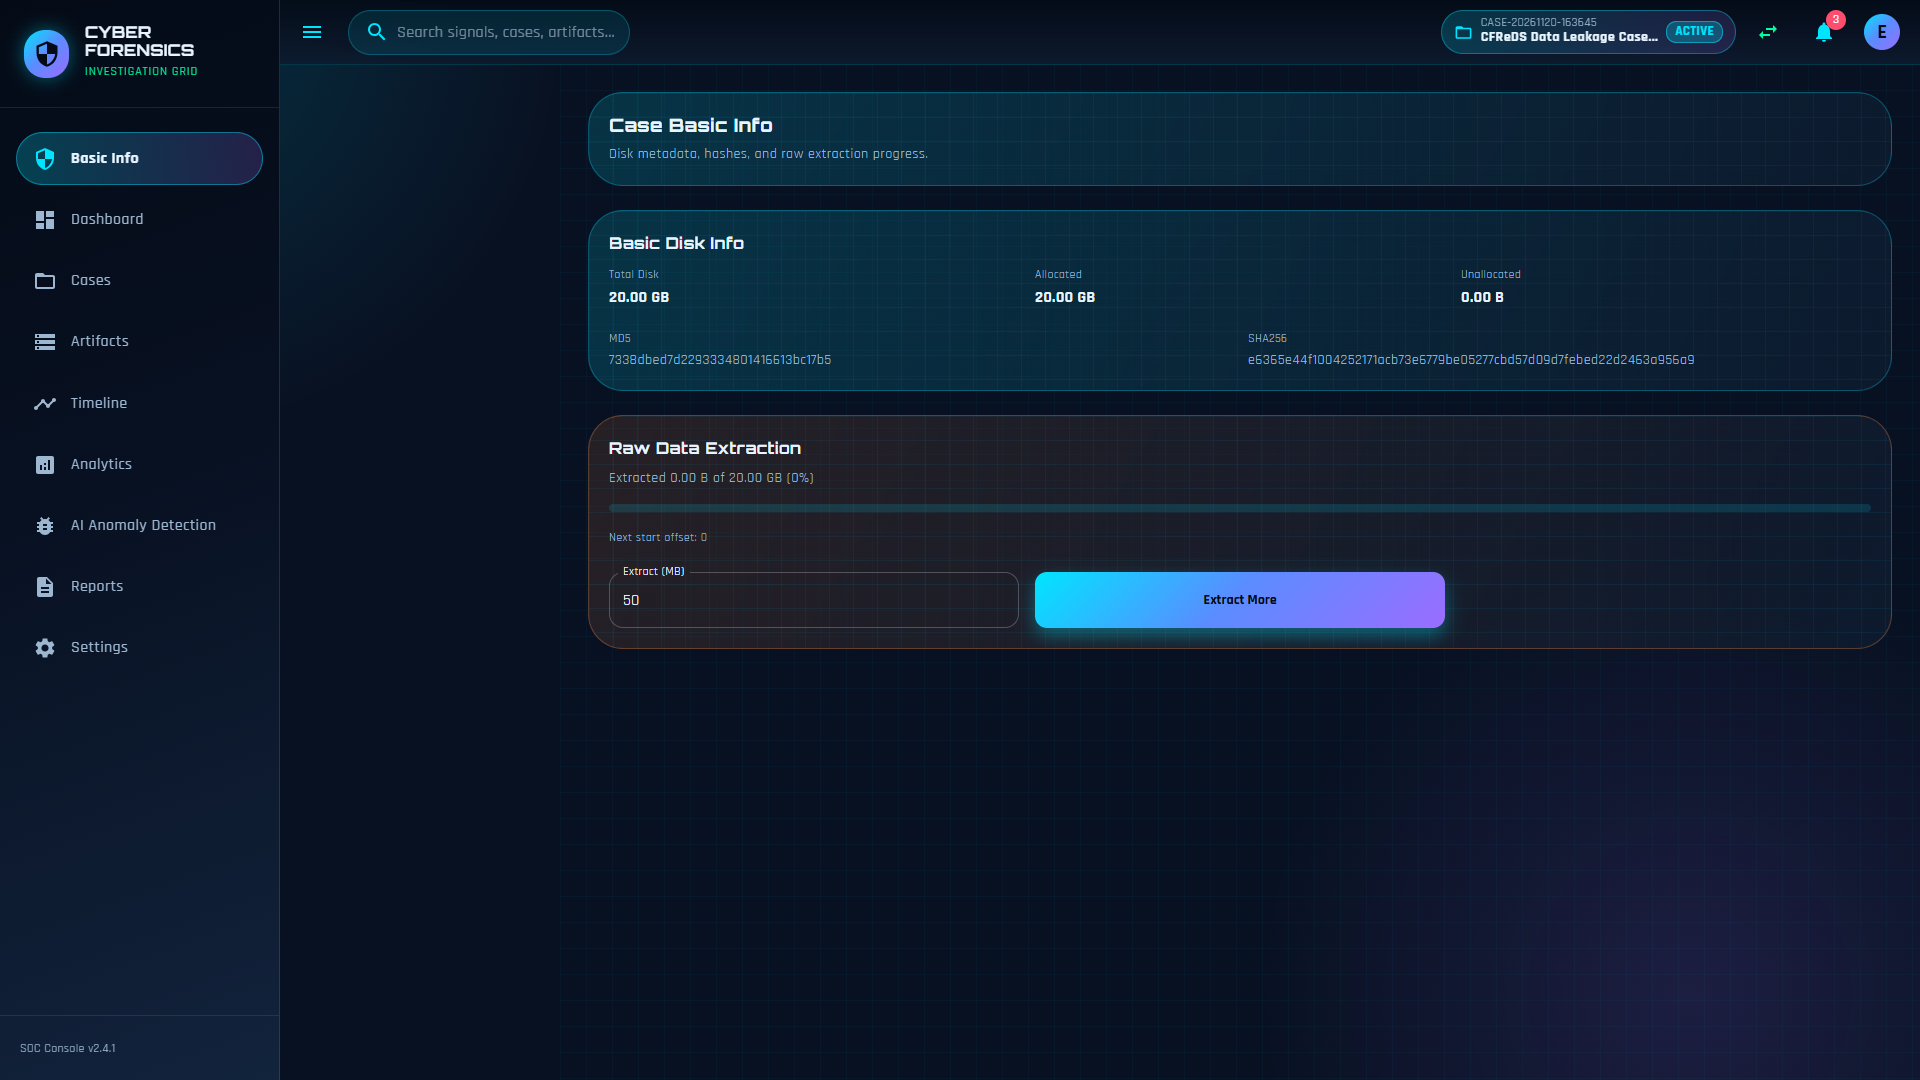 CYBER
FORENSICS
INVESTIGATION GRID
Search signals, cases, artifacts...
CASE-20261120-163645
CFReDS Data Leakage Case...
ACTIVE
3
E
Basic Info
Dashboard
Cases
Artifacts
Timeline
Analytics
AI Anomaly Detection
Reports
Settings
SOC Console v2.4.1
Case Basic Info
Disk metadata, hashes, and raw extraction progress.
Basic Disk Info
Total Disk
20.00 GB
Allocated
20.00 GB
Unallocated
0.00 B
MD5
7338dbed7d2293334801416613bc17b5
SHA256
e6365e44f1004252171acb73e6779be05277cbd57d09d7febed22d2463a956a9
Raw Data Extraction
Extracted 0.00 B of 20.00 GB (0%)
Next start offset: 0
Extract (MB)
50
Extract More